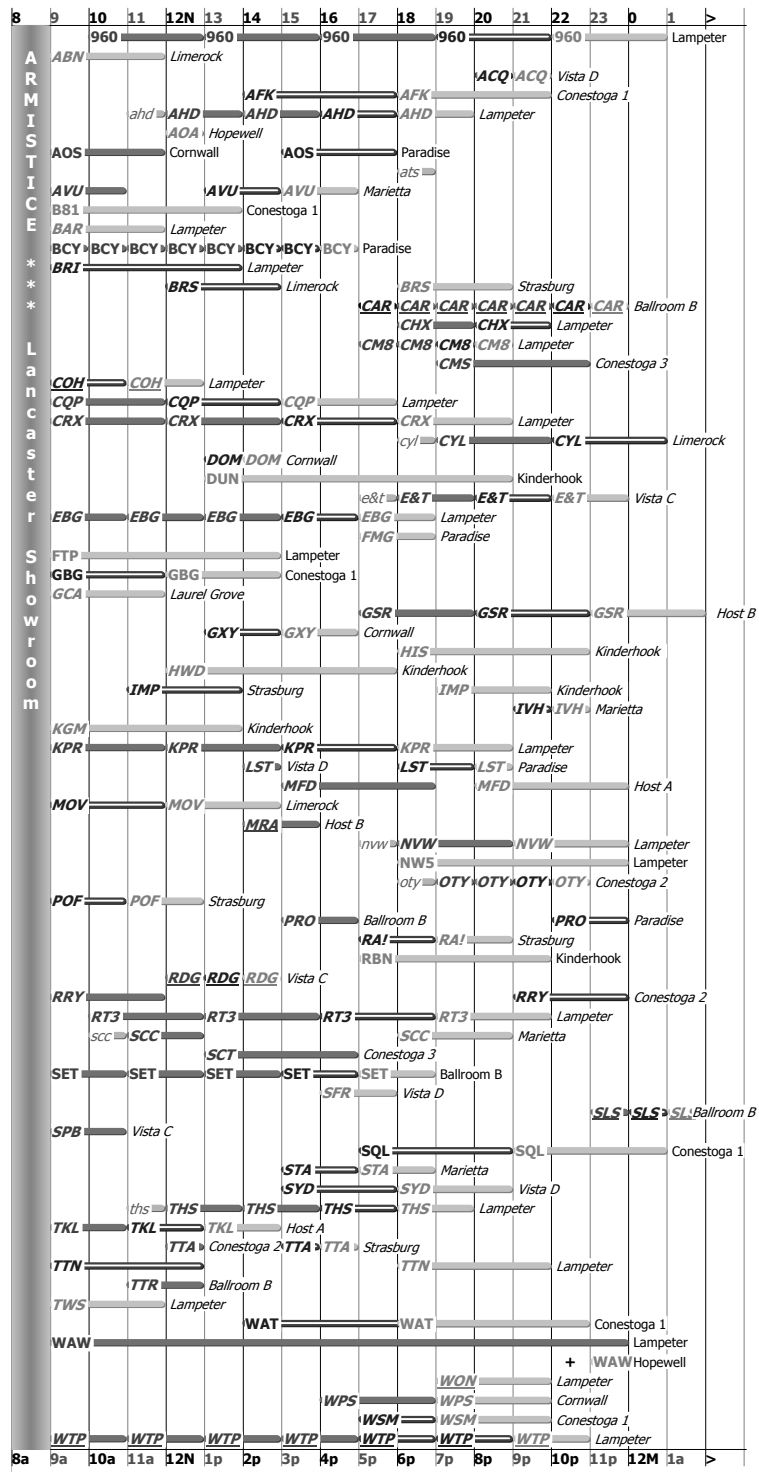 8 9 10 11 12N 13 14 15 16 17 18 19 20 21 22 23 0 1 >
ARMISTICE *** Lancaster Showroom
960 960 960 960 960 Lampeter
ABN Limerock
ACQ ACQ Vista D
AFK AFK Conestoga 1
ahd AHD AHD AHD AHD Lampeter
AOA Hopewell
AOS Cornwall AOS Paradise
ats
AVU AVU AVU Marietta
B81 Conestoga 1
BAR Lampeter
BCY BCY BCY BCY BCY BCY BCY BCY Paradise
BRI Lampeter
BRS Limerock BRS Strasburg
CAR CAR CAR CAR CAR CAR CAR Ballroom B
CHX CHX Lampeter
CM8 CM8 CM8 CM8 Lampeter
CMS Conestoga 3
COH COH Lampeter
CQP CQP CQP Lampeter
CRX CRX CRX CRX Lampeter
cyl CYL CYL Limerock
DOM DOM Cornwall
DUN Kinderhook
e&t E&T E&T E&T Vista C
EBG EBG EBG EBG EBG Lampeter
FMG Paradise
FTP Lampeter
GBG GBG Conestoga 1
GCA Laurel Grove
GSR GSR GSR Host B
GXY GXY Cornwall
HIS Kinderhook
HWD Kinderhook
IMP Strasburg IMP Kinderhook
IVH IVH Marietta
KGM Kinderhook
KPR KPR KPR KPR Lampeter
LST Vista D LST LST Paradise
MFD MFD Host A
MOV MOV Limerock
MRA Host B
nvw NVW NVW Lampeter
NW5 Lampeter
oty OTY OTY OTY OTY Conestoga 2
POF POF Strasburg
PRO Ballroom B PRO Paradise
RA! RA! Strasburg
RBN Kinderhook
RDG RDG RDG Vista C
RRY RRY Conestoga 2
RT3 RT3 RT3 RT3 Lampeter
scc SCC SCC Marietta
SCT Conestoga 3
SET SET SET SET SET Ballroom B
SFR Vista D
SLS SLS SLS Ballroom B
SPB Vista C
SQL SQL Conestoga 1
STA STA Marietta
SYD SYD Vista D
ths THS THS THS THS Lampeter
TKL TKL TKL Host A
TTA Conestoga 2 TTA TTA Strasburg
TTN TTN Lampeter
TTR Ballroom B
TWS Lampeter
WAT WAT Conestoga 1
WAW Lampeter
+ WAW Hopewell
WON Lampeter
WPS WPS Cornwall
WSM WSM Conestoga 1
WTP WTP WTP WTP WTP WTP WTP Lampeter
8a 9a 10a 11a 12N 1p 2p 3p 4p 5p 6p 7p 8p 9p 10p 11p 12M 1a >